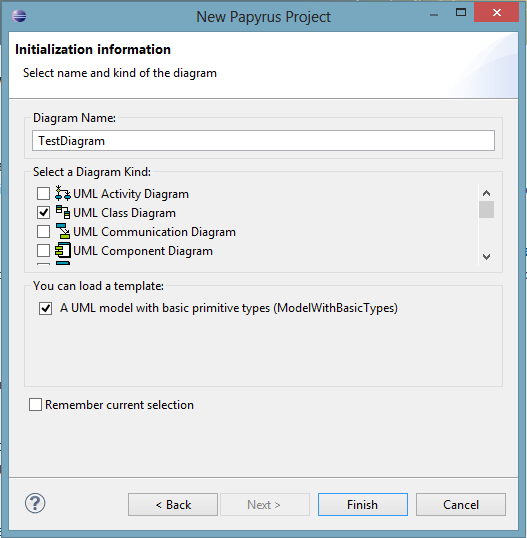 New Papyrus Project
Initialization information
Select name and kind of the diagram
Diagram Name:
TestDiagram
Select a Diagram Kind:
UML Activity Diagram
UML Class Diagram
UML Communication Diagram
UML Component Diagram
You can load a template:
A UML model with basic primitive types (ModelWithBasicTypes)
Remember current selection
? < Back Next > Finish Cancel